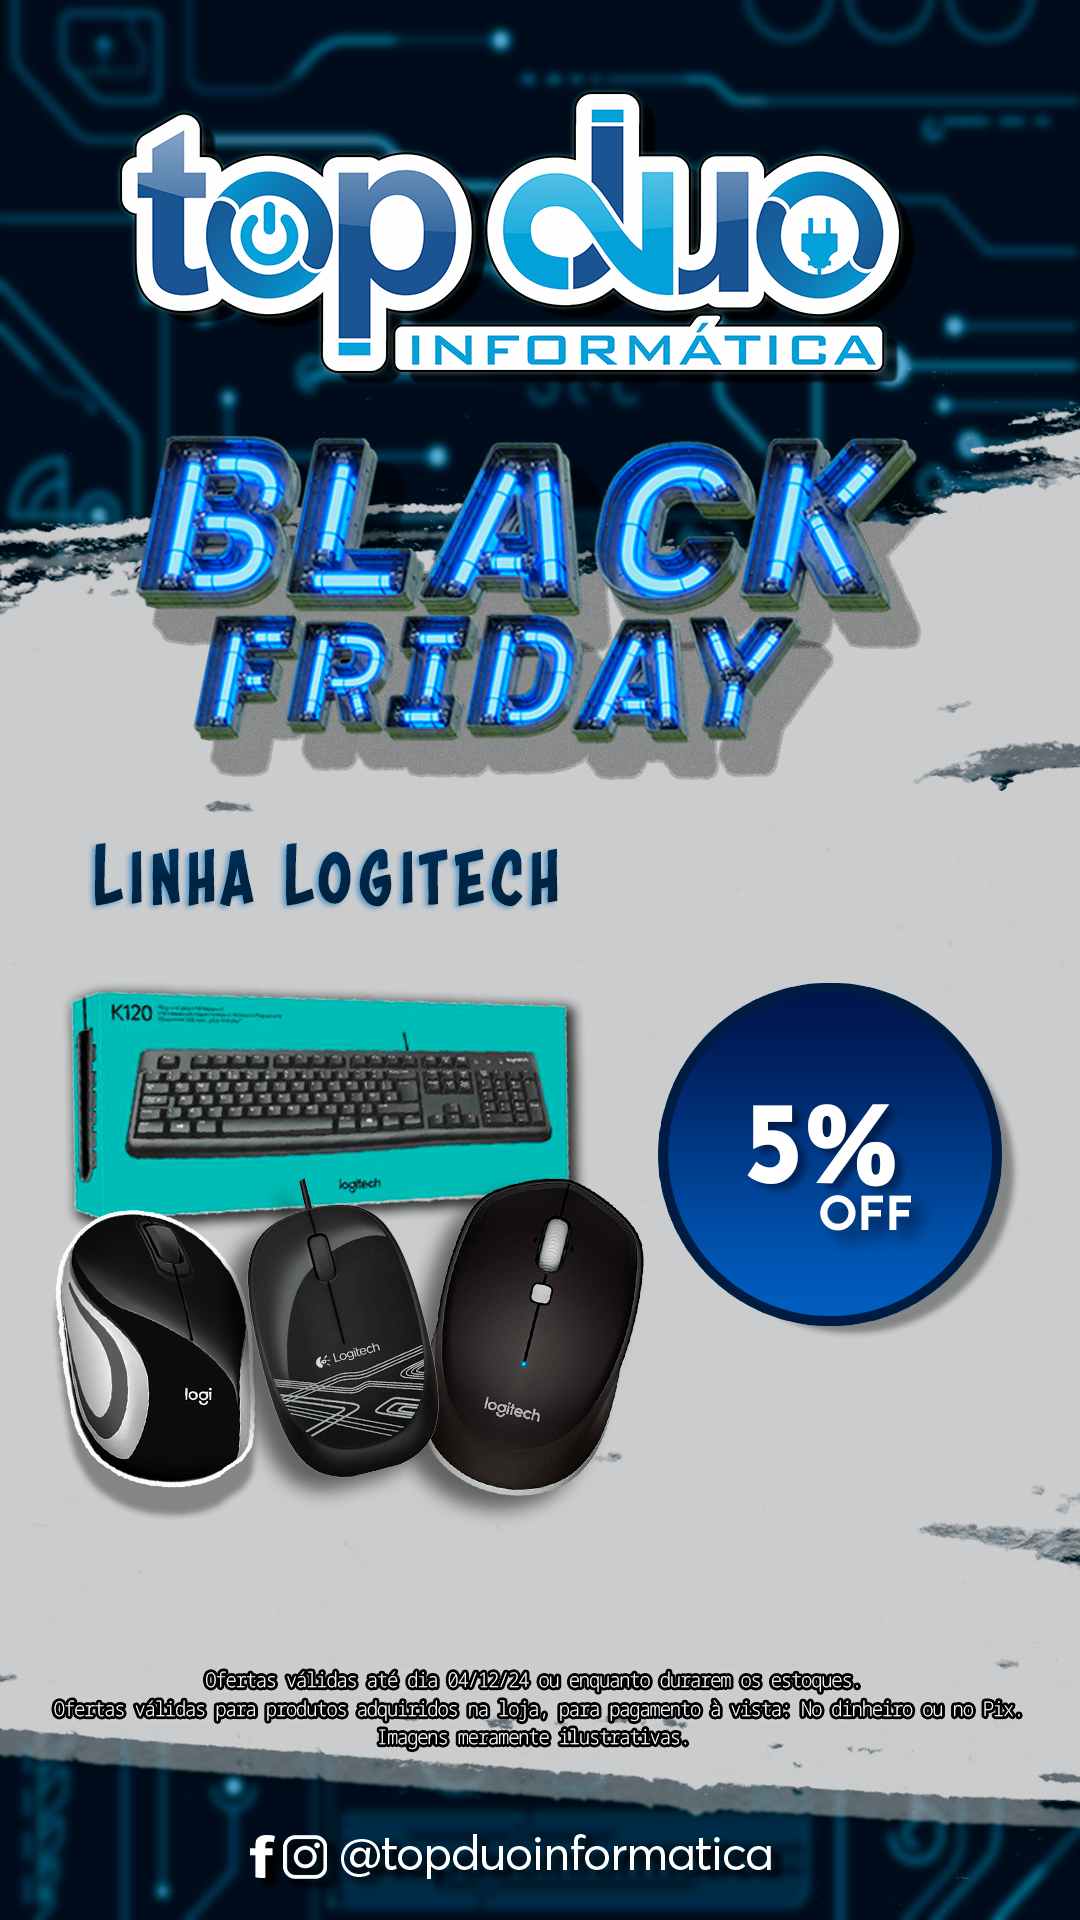 top duo
INFORMÁTICA
BLACK
FRIDAY
LINHA LOGITECH
K120
logitech
logitech
5%
OFF
logi
Logitech
logitech
Ofertas válidas até dia 04/12/24 ou enquanto durarem os estoques.
Ofertas válidas para produtos adquiridos na loja, para pagamento à vista: No dinheiro ou no Pix.
Imagens meramente ilustrativas.
@topduoinformatica